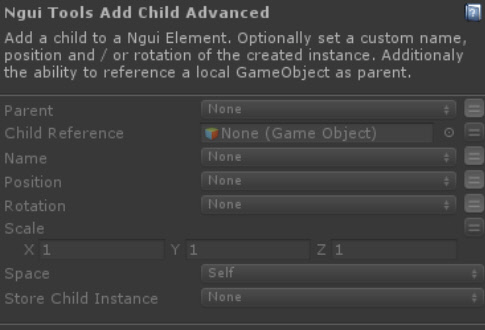 Ngui Tools Add Child Advanced
Add a child to a Ngui Element. Optionally set a custom name,
position and / or rotation of the created instance. Additionaly
the ability to reference a local GameObject as parent.
Parent None
Child Reference None (Game Object)
Name None
Position None
Rotation None
Scale
X 1 Y 1 Z 1
Space Self
Store Child Instance None